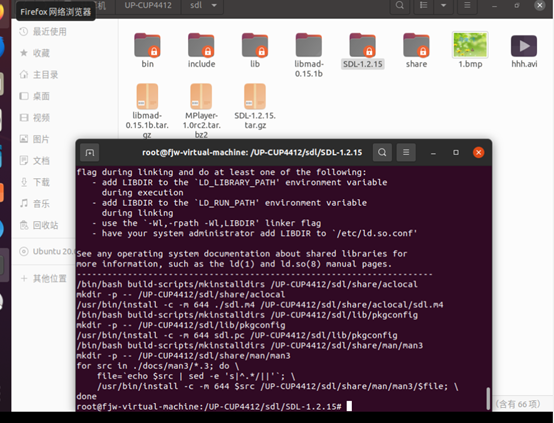 Firefox 网络浏览器
机
UP-CUP4412
sdl
最近使用
收藏
主目录
桌面
视频
图片
文档
下载
音乐
回收站
Ubuntu 20.
其他位置
bin
include
lib
libmad-0.15.1b
SDL-1.2.15
share
1.bmp
hhh.avi
libmad-0.15.1b.tar.gz
MPlayer-1.0rc2.tar.bz2
SDL-1.2.15.tar.gz
root@fjw-virtual-machine: /UP-CUP4412/sdl/SDL-1.2.15
flag during linking and do at least one of the following:
- add LIBDIR to the `LD_LIBRARY_PATH' environment variable
during execution
- add LIBDIR to the `LD_RUN_PATH' environment variable
during linking
- use the `-Wl,-rpath -Wl,LIBDIR' linker flag
- have your system administrator add LIBDIR to `/etc/ld.so.conf'
See any operating system documentation about shared libraries for
more information, such as the ld(1) and ld.so(8) manual pages.
----------------------------------------------------------------------
/bin/bash build-scripts/mkinstalldirs /UP-CUP4412/sdl/share/aclocal
mkdir -p -- /UP-CUP4412/sdl/share/aclocal
/usr/bin/install -c -m 644 ./sdl.m4 /UP-CUP4412/sdl/share/aclocal/sdl.m4
/bin/bash build-scripts/mkinstalldirs /UP-CUP4412/sdl/lib/pkgconfig
mkdir -p -- /UP-CUP4412/sdl/lib/pkgconfig
/usr/bin/install -c -m 644 sdl.pc /UP-CUP4412/sdl/lib/pkgconfig
/bin/bash build-scripts/mkinstalldirs /UP-CUP4412/sdl/share/man/man3
mkdir -p -- /UP-CUP4412/sdl/share/man/man3
for src in ./docs/man3/*.3; do \
file=`echo $src | sed -e 's|^.*/||'`; \
/usr/bin/install -c -m 644 $src /UP-CUP4412/sdl/share/man/man3/$file; \
done
root@fjw-virtual-machine:/UP-CUP4412/sdl/SDL-1.2.15#
(含有 66 项)